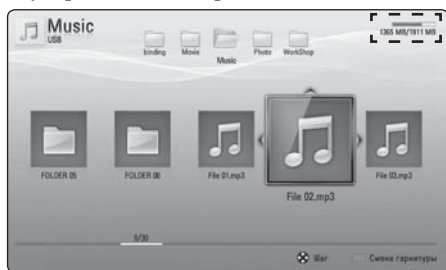 Music
USB
1365 MB/1911 MB
binding
Movie
Music
Photo
WorkShop
FOLDER 05
FOLDER 06
File 01.mp3
File 02.mp3
File 03.mp3
8/30
Шаг
Смена гарнитуры